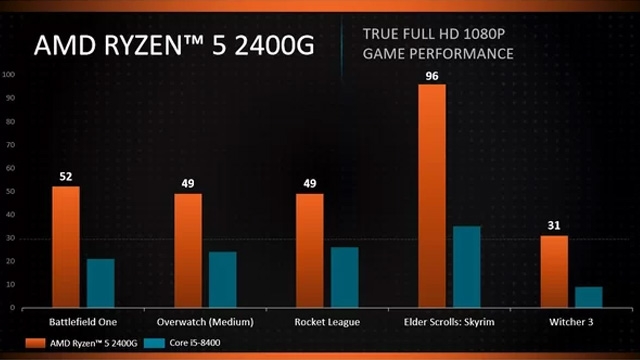 AMD RYZEN™ 5 2400G
TRUE FULL HD 1080P
GAME PERFORMANCE
100
90
80
70
60
50
40
30
20
10
0
52
49
49
96
31
Battlefield One
Overwatch (Medium)
Rocket League
Elder Scrolls: Skyrim
Witcher 3
AMD Ryzen™ 5 2400G
Core i5-8400